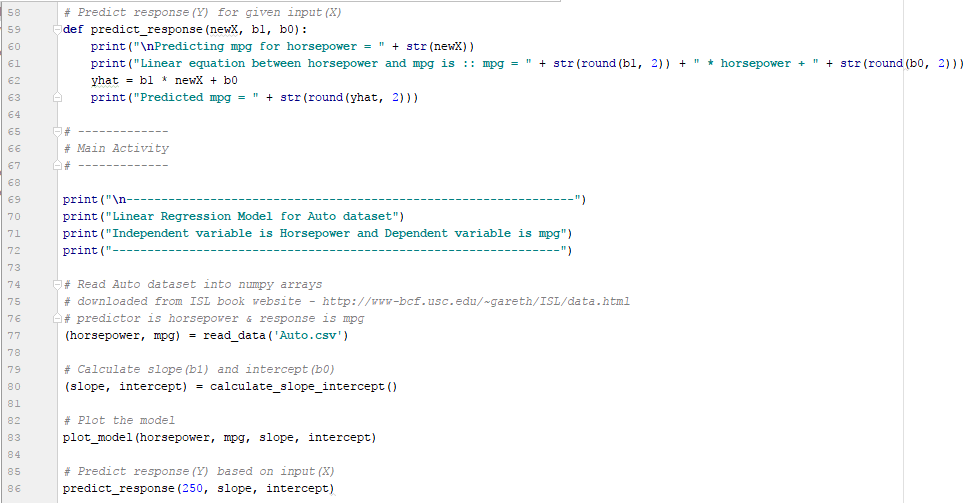 58 # Predict response(Y) for given input(X)
59 def predict_response(newX, b1, b0):
60     print("\nPredicting mpg for horsepower = " + str(newX))
61     print("Linear equation between horsepower and mpg is :: mpg = " + str(round(b1, 2)) + " * horsepower + " + str(round(b0, 2)))
62     yhat = b1 * newX + b0
63     print("Predicted mpg = " + str(round(yhat, 2)))
64
65 # -------------
66 # Main Activity
67 # -------------
68
69 print("\n----------------------------------------------------------------")
70 print("Linear Regression Model for Auto dataset")
71 print("Independent variable is Horsepower and Dependent variable is mpg")
72 print("----------------------------------------------------------------")
73
74 # Read Auto dataset into numpy arrays
75 # downloaded from ISL book website - http://www-bcf.usc.edu/~gareth/ISL/data.html
76 # predictor is horsepower & response is mpg
77 (horsepower, mpg) = read_data('Auto.csv')
78
79 # Calculate slope(b1) and intercept(b0)
80 (slope, intercept) = calculate_slope_intercept()
81
82 # Plot the model
83 plot_model(horsepower, mpg, slope, intercept)
84
85 # Predict response(Y) based on input(X)
86 predict_response(250, slope, intercept)